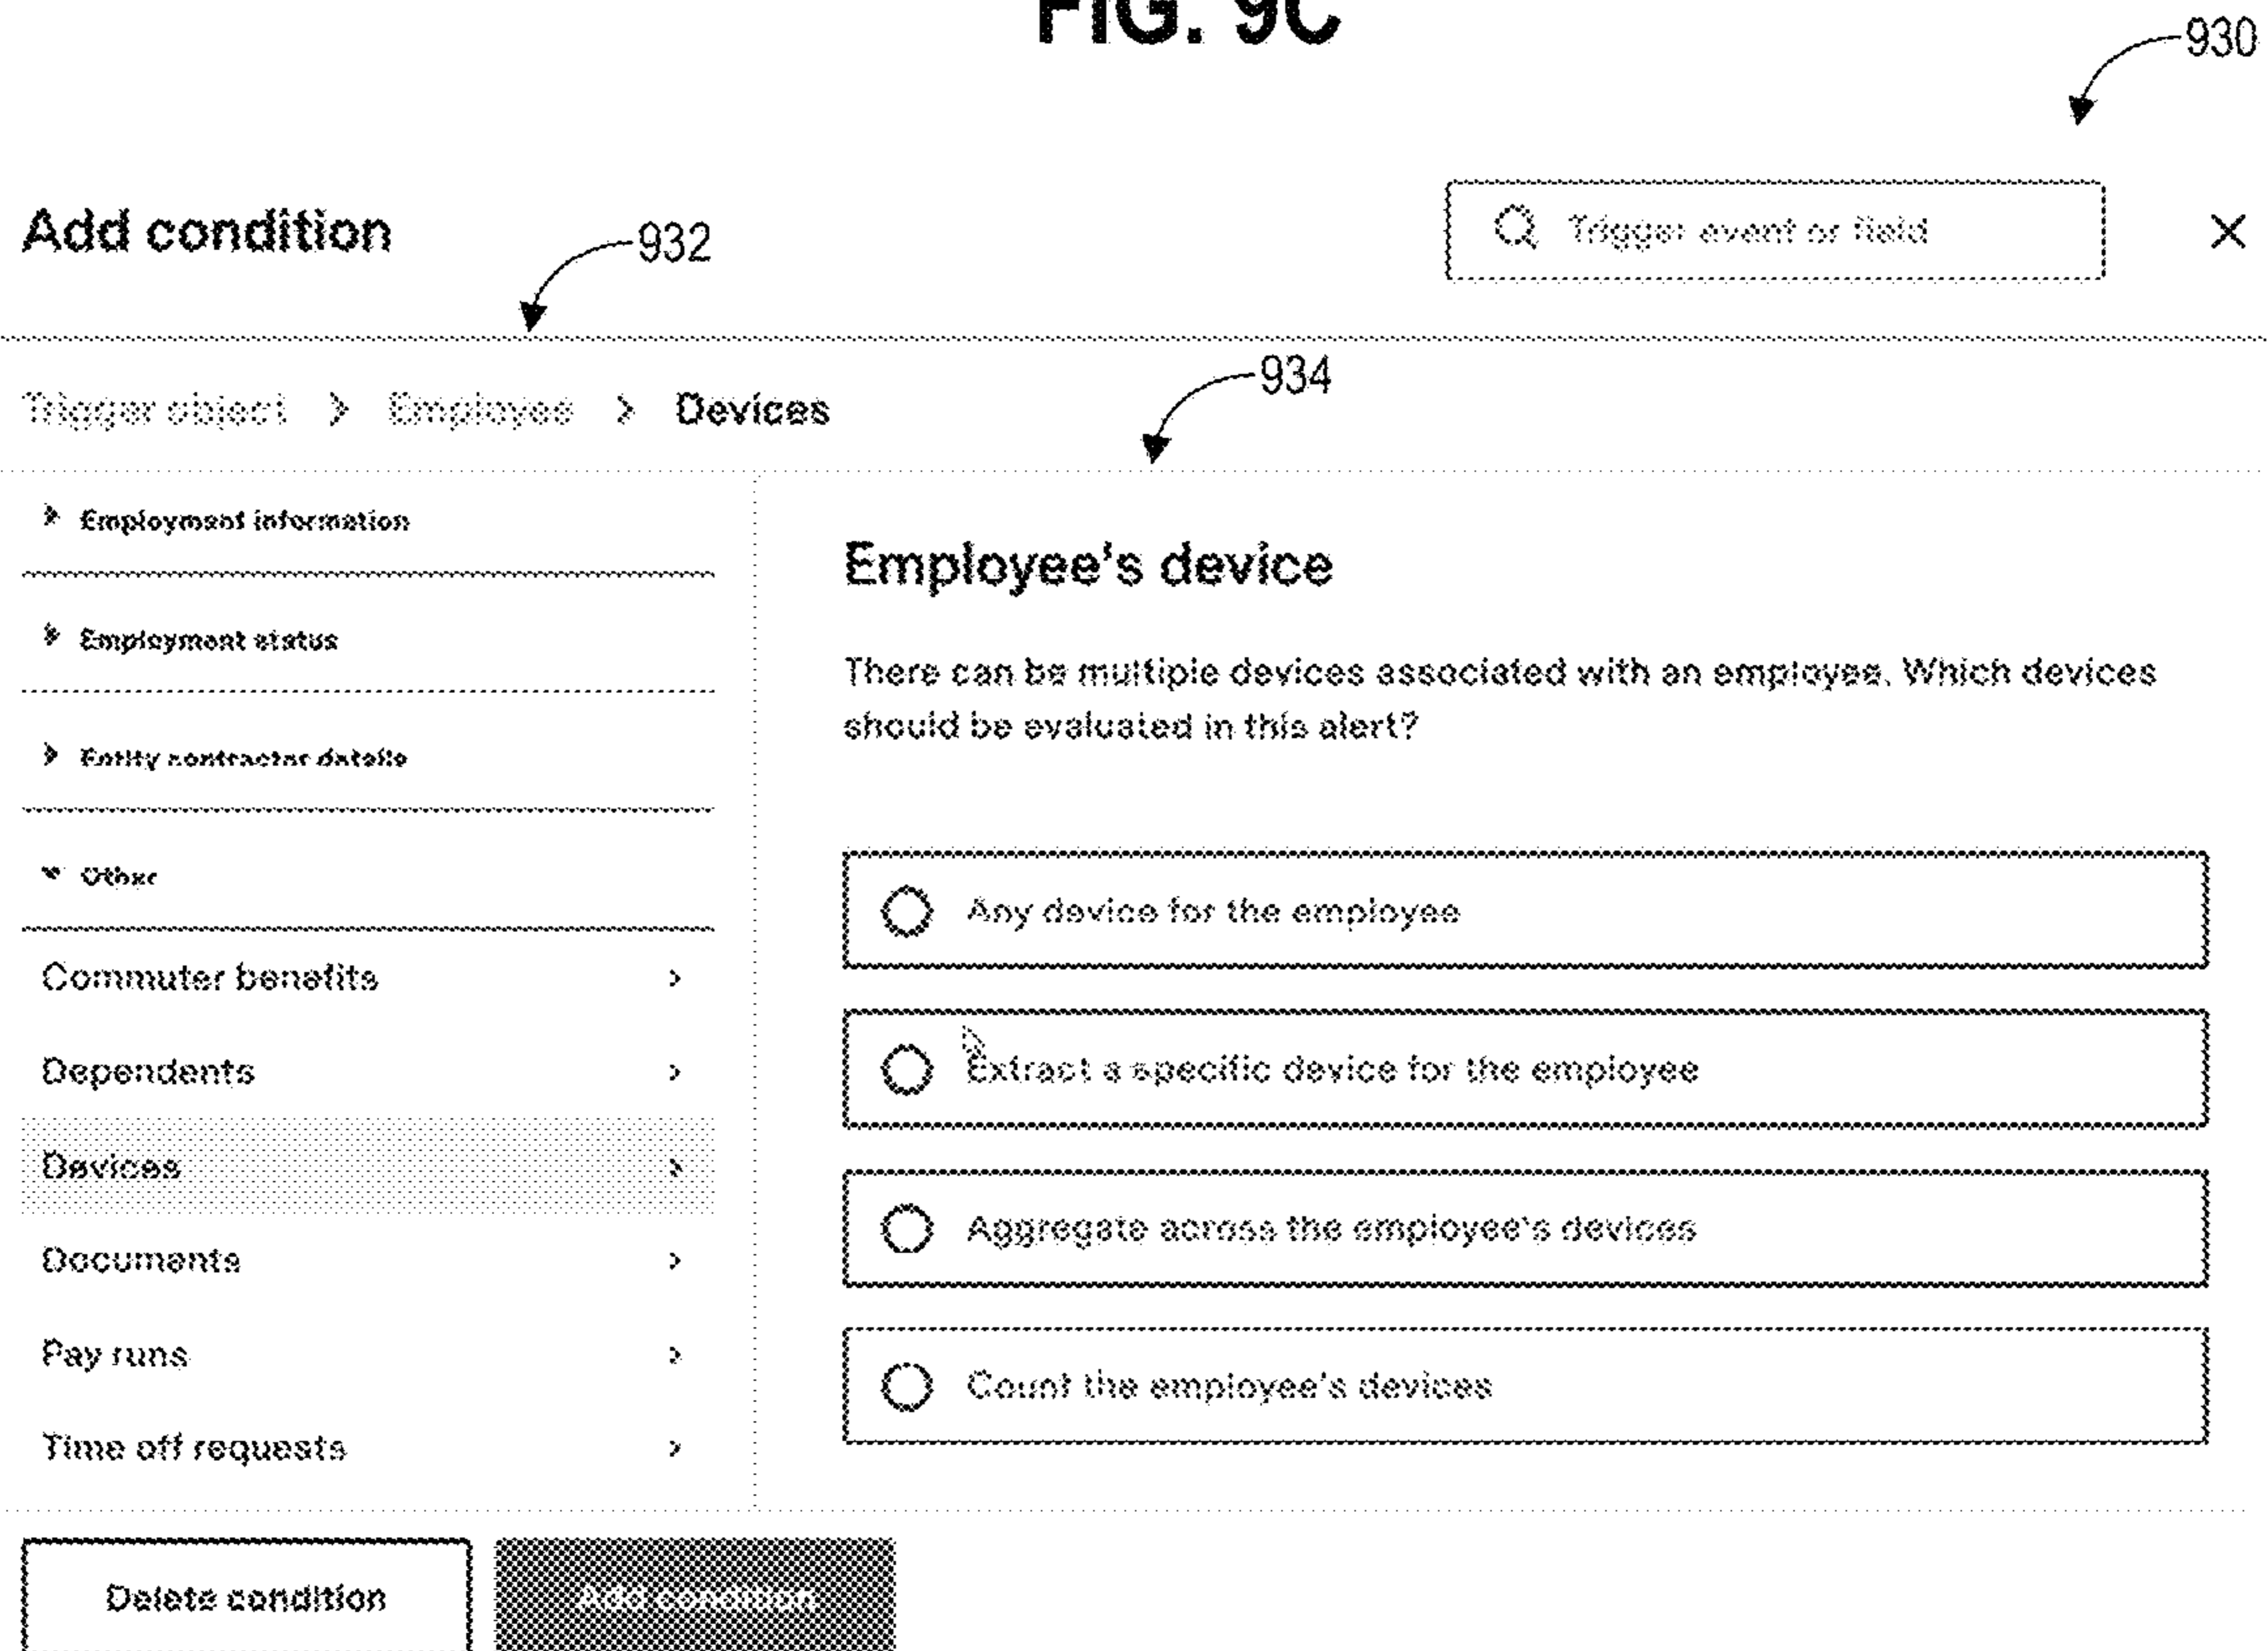 FIG. 9C
930
Add condition
Trigger event or field
932
934
Trigger object > Employee > Devices
Employment information
Employment status
Entity contractor details
Other
Commuter benefits
Dependents
Devices
Documents
Pay runs
Time off requests
Employee's device
There can be multiple devices associated with an employee. Which devices
should be evaluated in this alert?
Any device for the employee
Extract a specific device for the employee
Aggregate across the employee's devices
Count the employee's devices
Delete condition
Add condition